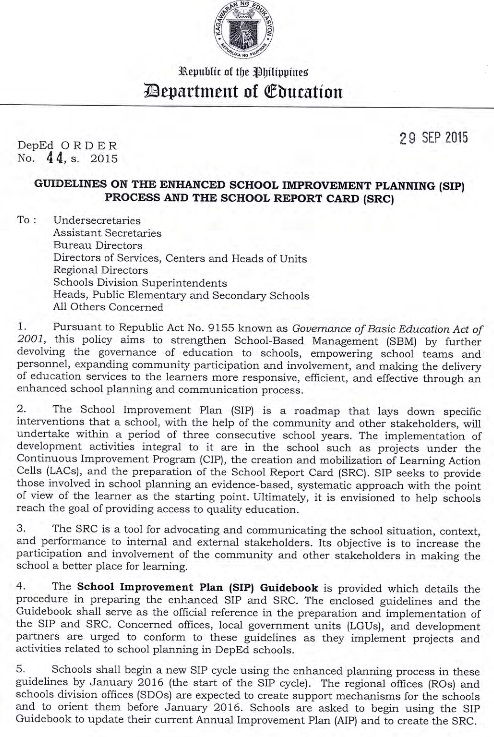 KAGAWARAN NG EDUKASYON
REPUBLIKA NG PILIPINAS
Republic of the Philippines
Department of Education
29 SEP 2015
DepEd O R D E R
No. 44, s. 2015
GUIDELINES ON THE ENHANCED SCHOOL IMPROVEMENT PLANNING (SIP)
PROCESS AND THE SCHOOL REPORT CARD (SRC)
To : Undersecretaries
Assistant Secretaries
Bureau Directors
Directors of Services, Centers and Heads of Units
Regional Directors
Schools Division Superintendents
Heads, Public Elementary and Secondary Schools
All Others Concerned
1. Pursuant to Republic Act No. 9155 known as Governance of Basic Education Act of
2001, this policy aims to strengthen School-Based Management (SBM) by further
devolving the governance of education to schools, empowering school teams and
personnel, expanding community participation and involvement, and making the delivery
of education services to the learners more responsive, efficient, and effective through an
enhanced school planning and communication process.
2. The School Improvement Plan (SIP) is a roadmap that lays down specific
interventions that a school, with the help of the community and other stakeholders, will
undertake within a period of three consecutive school years. The implementation of
development activities integral to it are in the school such as projects under the
Continuous Improvement Program (CIP), the creation and mobilization of Learning Action
Cells (LACs), and the preparation of the School Report Card (SRC). SIP seeks to provide
those involved in school planning an evidence-based, systematic approach with the point
of view of the learner as the starting point. Ultimately, it is envisioned to help schools
reach the goal of providing access to quality education.
3. The SRC is a tool for advocating and communicating the school situation, context,
and performance to internal and external stakeholders. Its objective is to increase the
participation and involvement of the community and other stakeholders in making the
school a better place for learning.
4. The School Improvement Plan (SIP) Guidebook is provided which details the
procedure in preparing the enhanced SIP and SRC. The enclosed guidelines and the
Guidebook shall serve as the official reference in the preparation and implementation of
the SIP and SRC. Concerned offices, local government units (LGUs), and development
partners are urged to conform to these guidelines as they implement projects and
activities related to school planning in DepEd schools.
5. Schools shall begin a new SIP cycle using the enhanced planning process in these
guidelines by January 2016 (the start of the SIP cycle). The regional offices (ROs) and
schools division offices (SDOs) are expected to create support mechanisms for the schools
and to orient them before January 2016. Schools are asked to begin using the SIP
Guidebook to update their current Annual Improvement Plan (AIP) and to create the SRC.